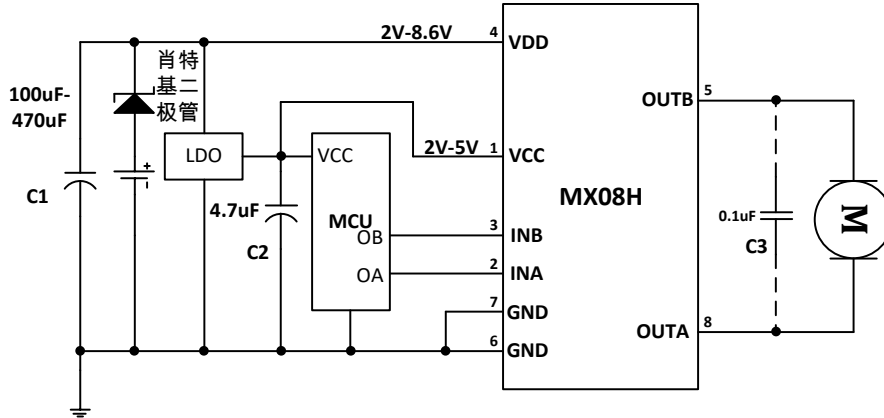 2V-8.6V
4
VDD
肖特
基二
极管
100uF-
470uF
5
OUTB
LDO
VCC
2V-5V
1
VCC
MX08H
C1
+
-
4.7uF
MCU
C2
OB
3
INB
0.1uF
C3
M
OA
2
INA
7
GND
OUTA
8
6
GND